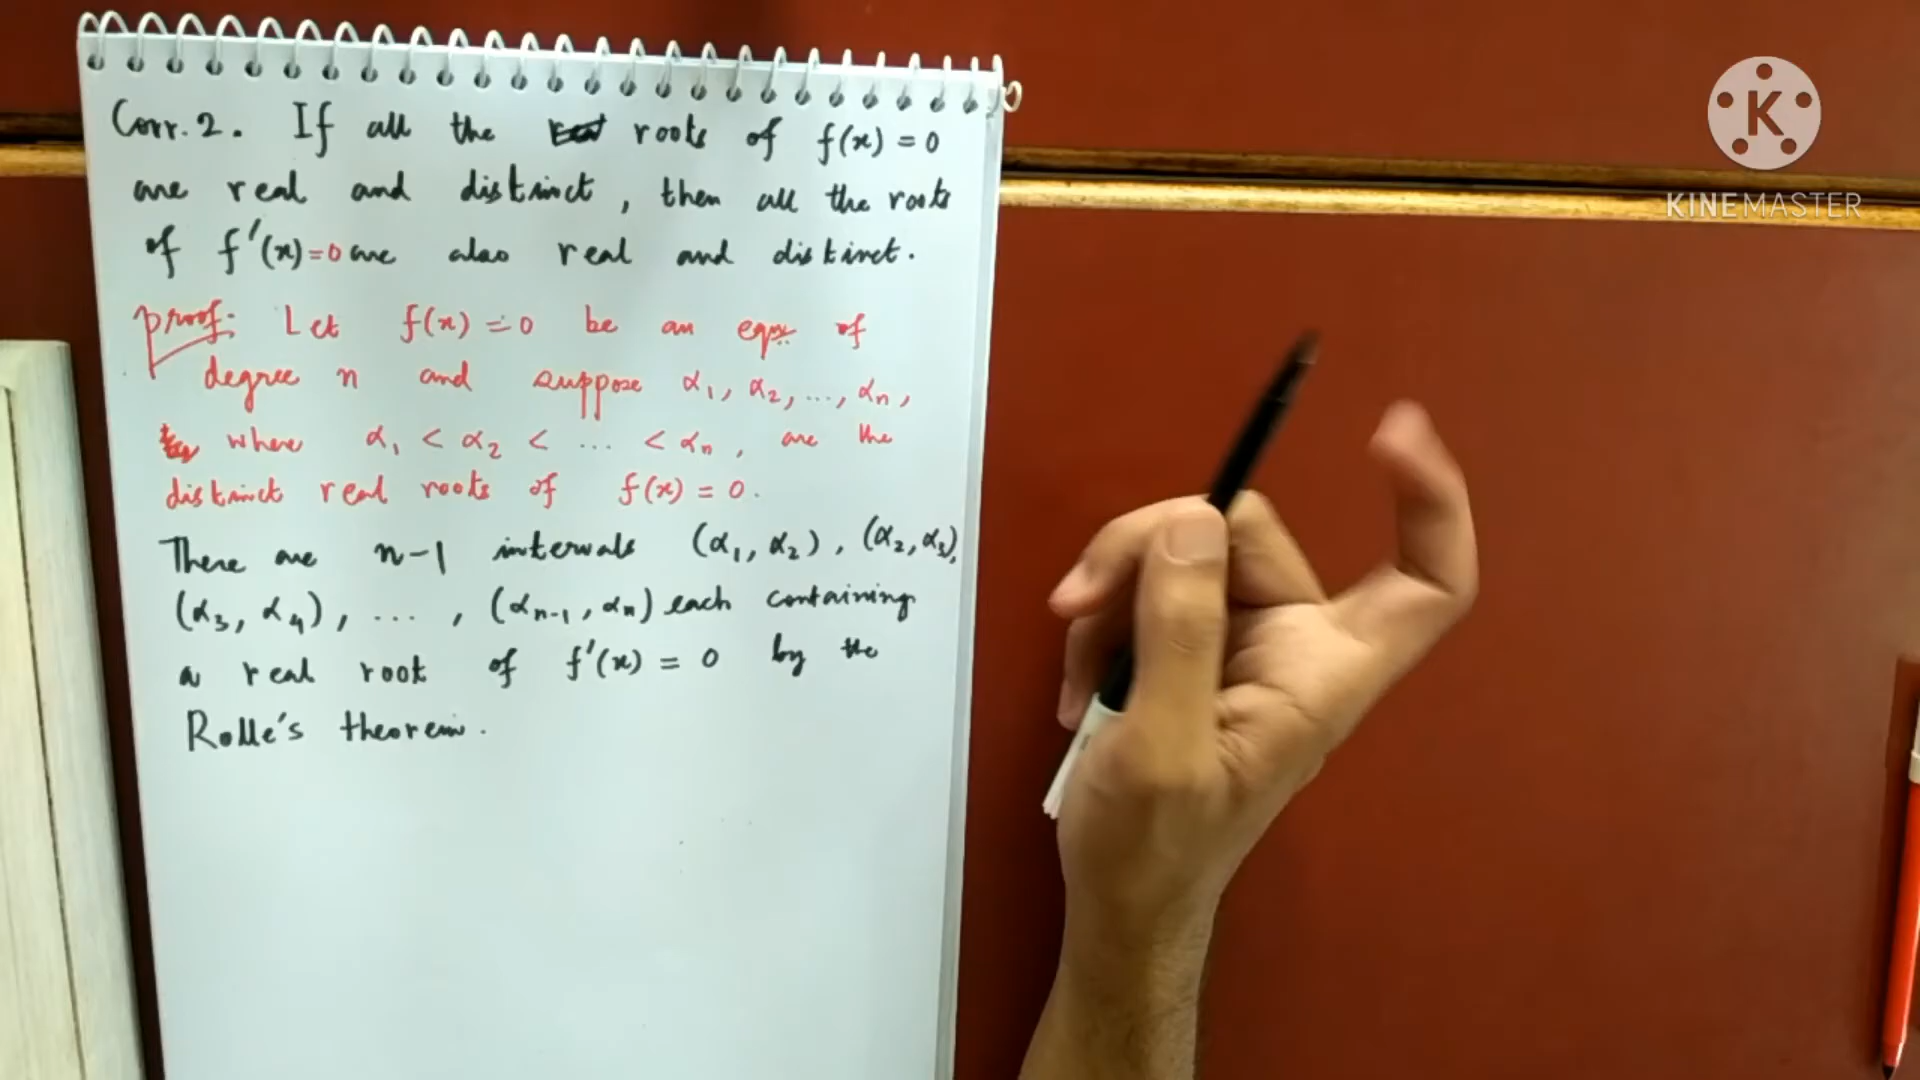 Corr. 2. If all the roots of f(x) = 0
are real and distinct, then all the roots
of f'(x) = 0 are also real and distinct.
Proof: Let f(x) = 0 be an eqn. of
degree n and suppose α₁, α₂, ..., αₙ,
where α₁ < α₂ < ... < αₙ, are the
distinct real roots of f(x) = 0.
There are n-1 intervals (α₁, α₂), (α₂, α₃),
(α₃, α₄), ... , (αₙ₋₁, αₙ) each containing
a real root of f'(x) = 0 by the
Rolle's theorem.
K
KINEMASTER